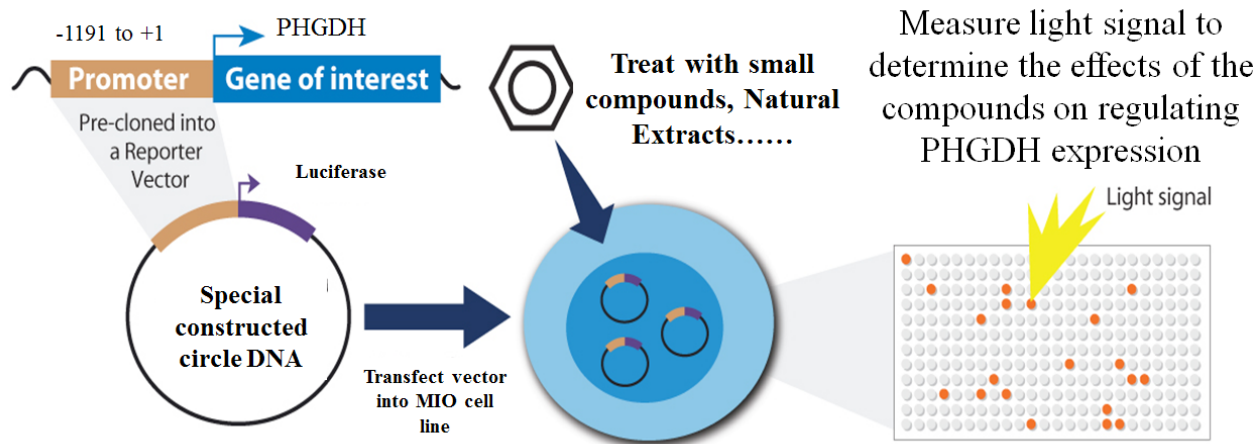 -1191 to +1
PHGDH
Promoter
Gene of interest
Pre-cloned into
a Reporter
Vector
Luciferase
Special
constructed
circle DNA
Transfect vector
into MIO cell
line
Treat with small
compounds, Natural
Extracts……
Measure light signal to
determine the effects of the
compounds on regulating
PHGDH expression
Light signal